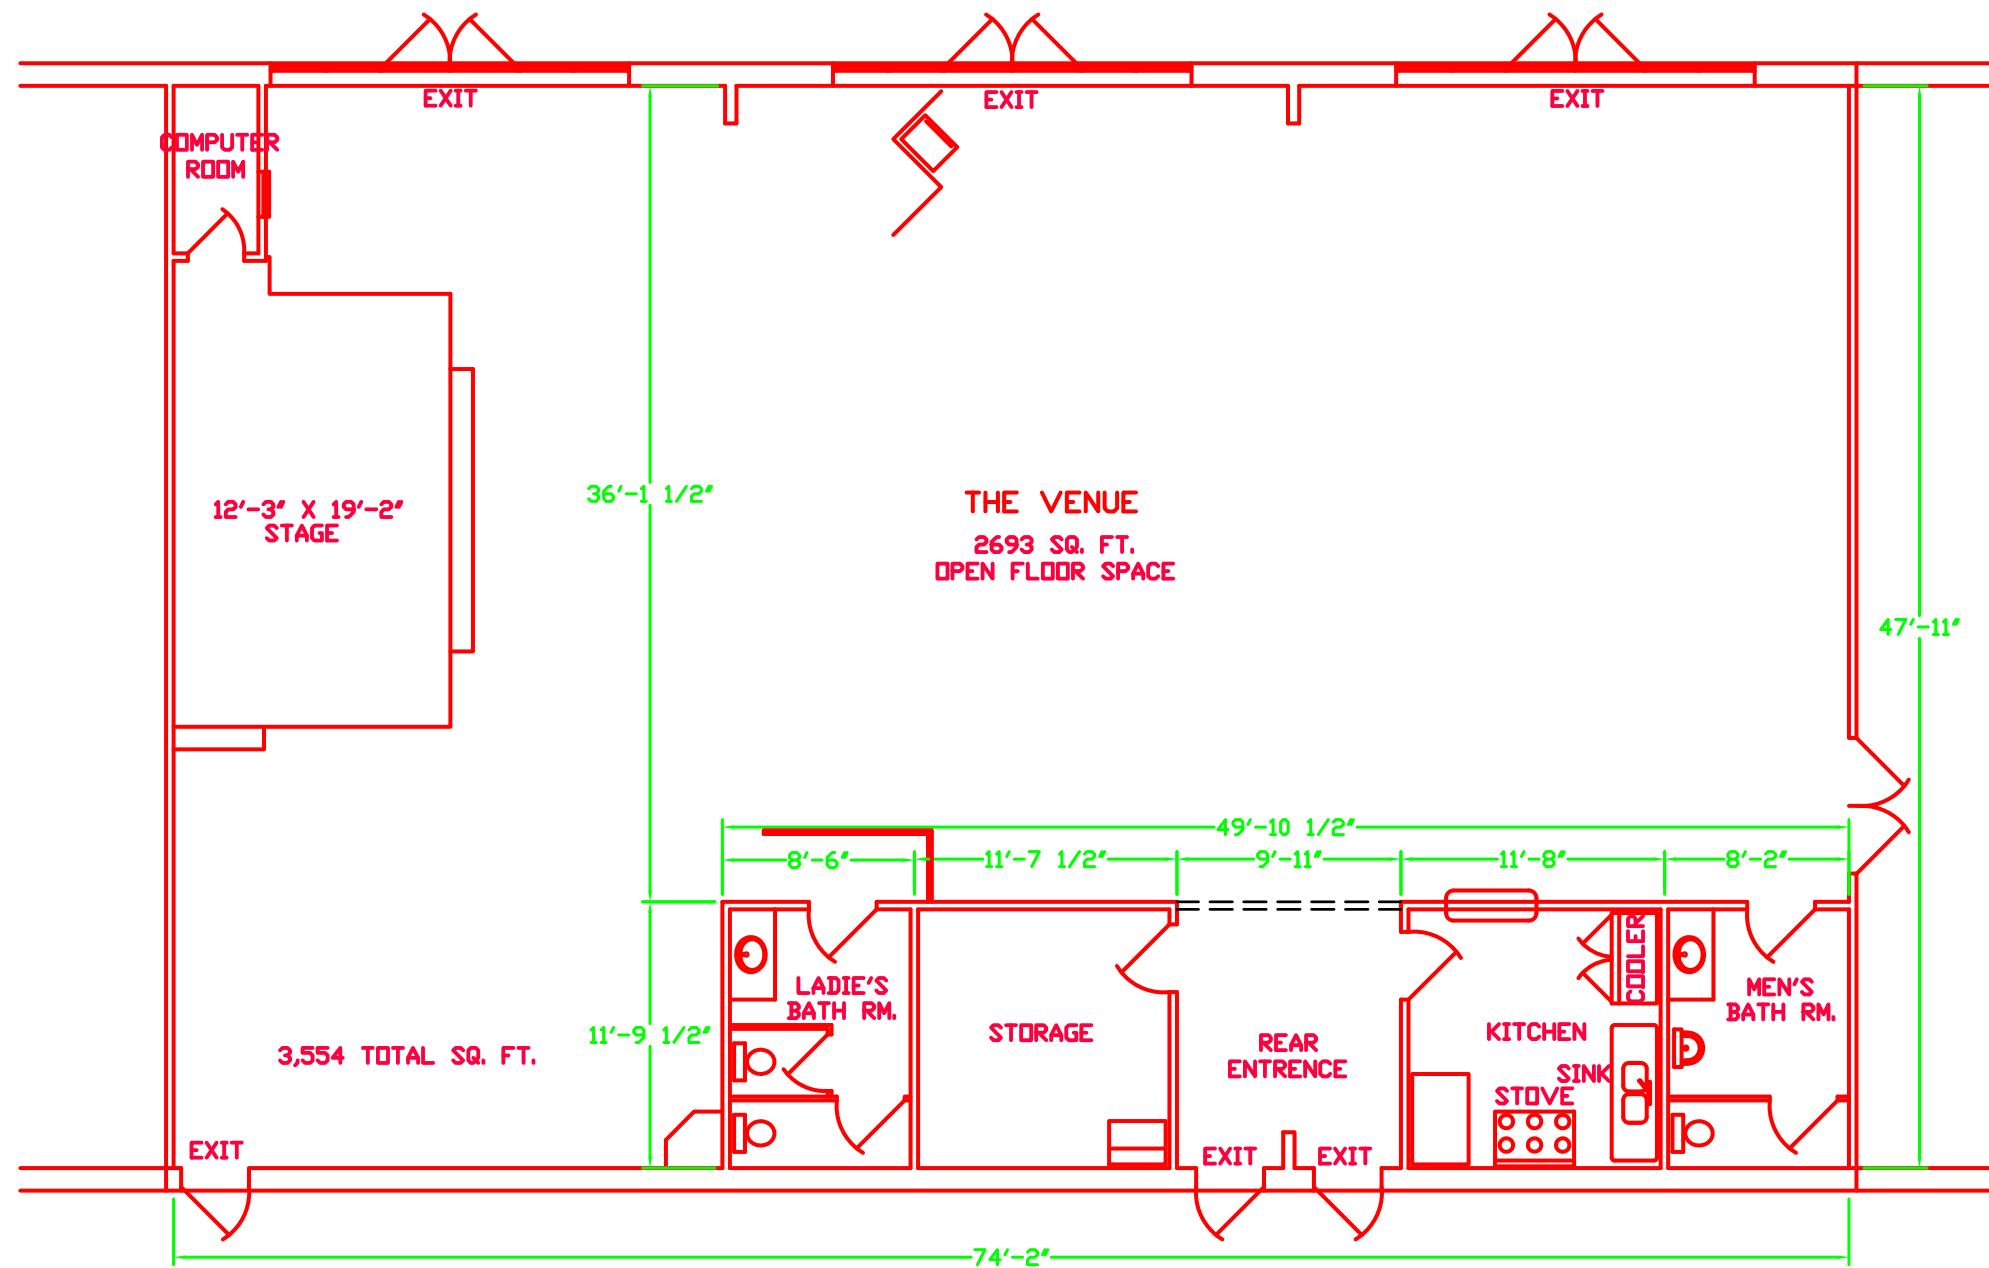 EXIT
EXIT
EXIT
COMPUTER
ROOM
36'-1 1/2"
12'-3" X 19'-2"
STAGE
THE VENUE
2693 SQ. FT.
OPEN FLOOR SPACE
47'-11"
49'-10 1/2"
8'-6"
11'-7 1/2"
9'-11"
11'-8"
8'-2"
COOLER
LADIE'S
BATH RM.
MEN'S
BATH RM.
11'-9 1/2"
STORAGE
KITCHEN
REAR
ENTRENCE
SINK
STOVE
3,554 TOTAL SQ. FT.
EXIT
EXIT
EXIT
74'-2"